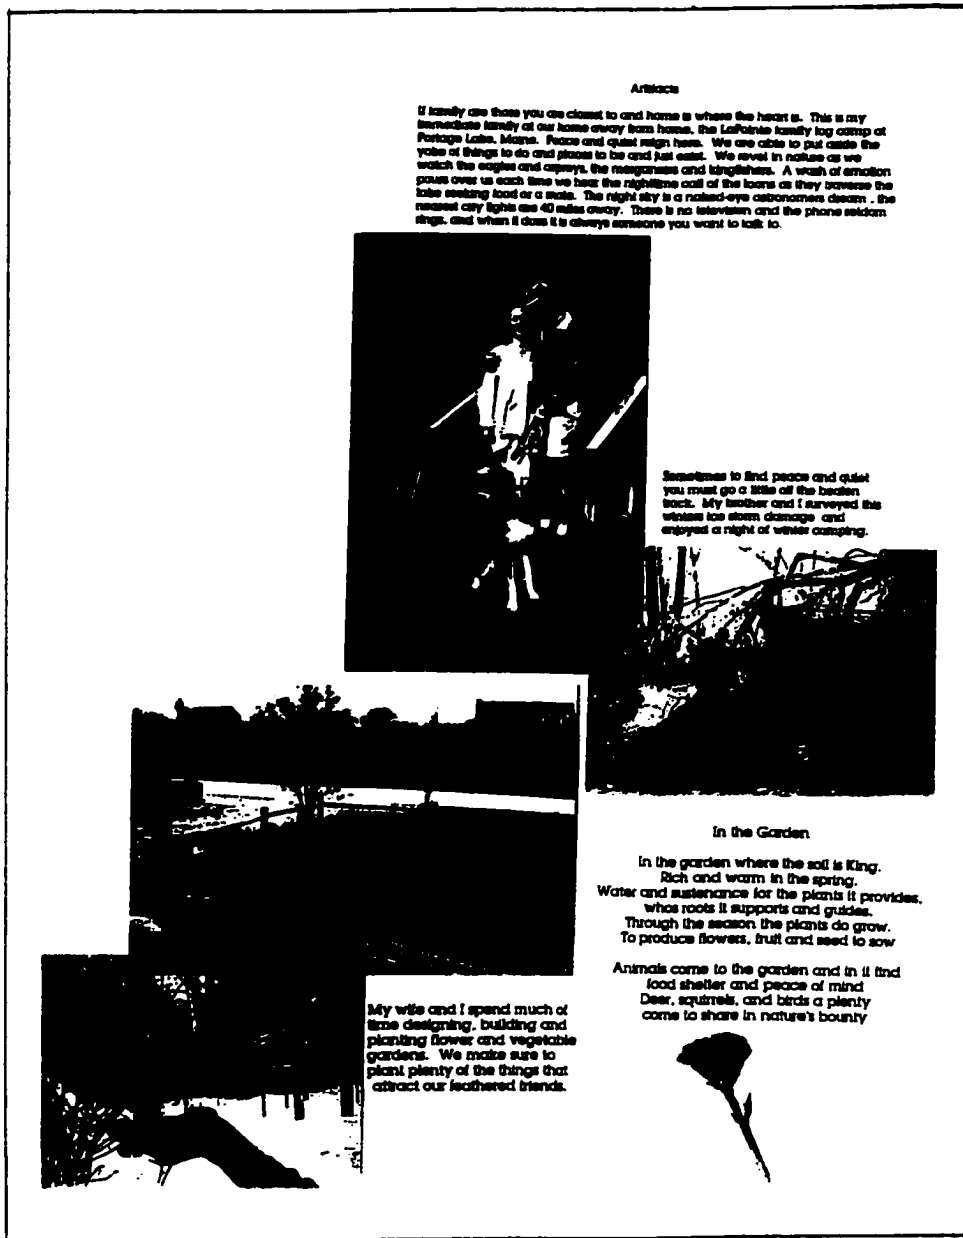 Artifacts
If family are those you are closest to and home is where the heart is. This is my
immediate family at our home away from home, the LaPointe family log camp at
Portage Lake, Maine. Peace and quiet reign here. We are able to put aside the
yoke of things to do and places to be and just exist. We revel in nature as we
watch the eagles and ospreys, the mergansers and kingfishers. A wash of emotion
pours over us each time we hear the nighttime call of the loons as they traverse the
lake seeking food or a mate. The night sky is a naked-eye astronomers dream , the
nearest city lights are 40 miles away. There is no television and the phone seldom
rings, and when it does it is always someone you want to talk to.
Sometimes to find peace and quiet
you must go a little off the beaten
track. My brother and I surveyed this
winters ice storm damage and
enjoyed a night of winter camping.
In the Garden
In the garden where the soil is King.
Rich and warm in the spring.
Water and sustenance for the plants it provides,
whos roots it supports and guides.
Through the season the plants do grow.
To produce flowers, fruit and seed to sow
Animals come to the garden and in it find
food shelter and peace of mind
Deer, squirrels, and birds a plenty
come to share in nature's bounty
My wife and I spend much of
time designing, building and
planting flower and vegetable
gardens. We make sure to
plant plenty of the things that
attract our feathered friends.